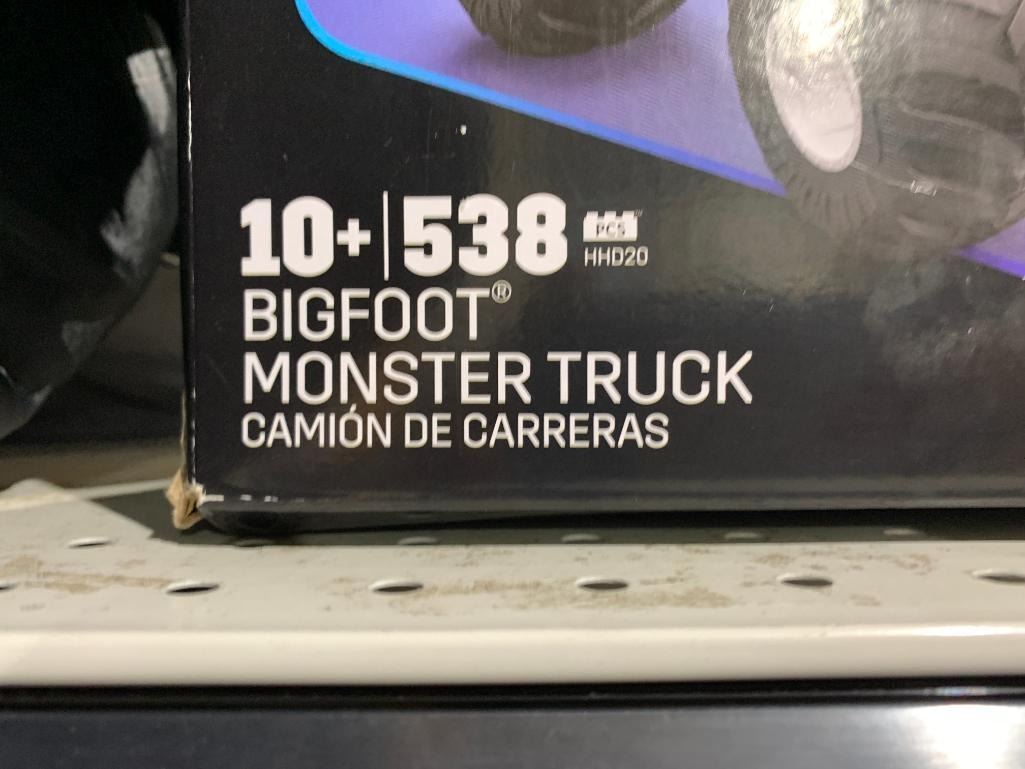 10+ 538 PCS
HHD20
BIGFOOT®
MONSTER TRUCK
CAMIÓN DE CARRERAS